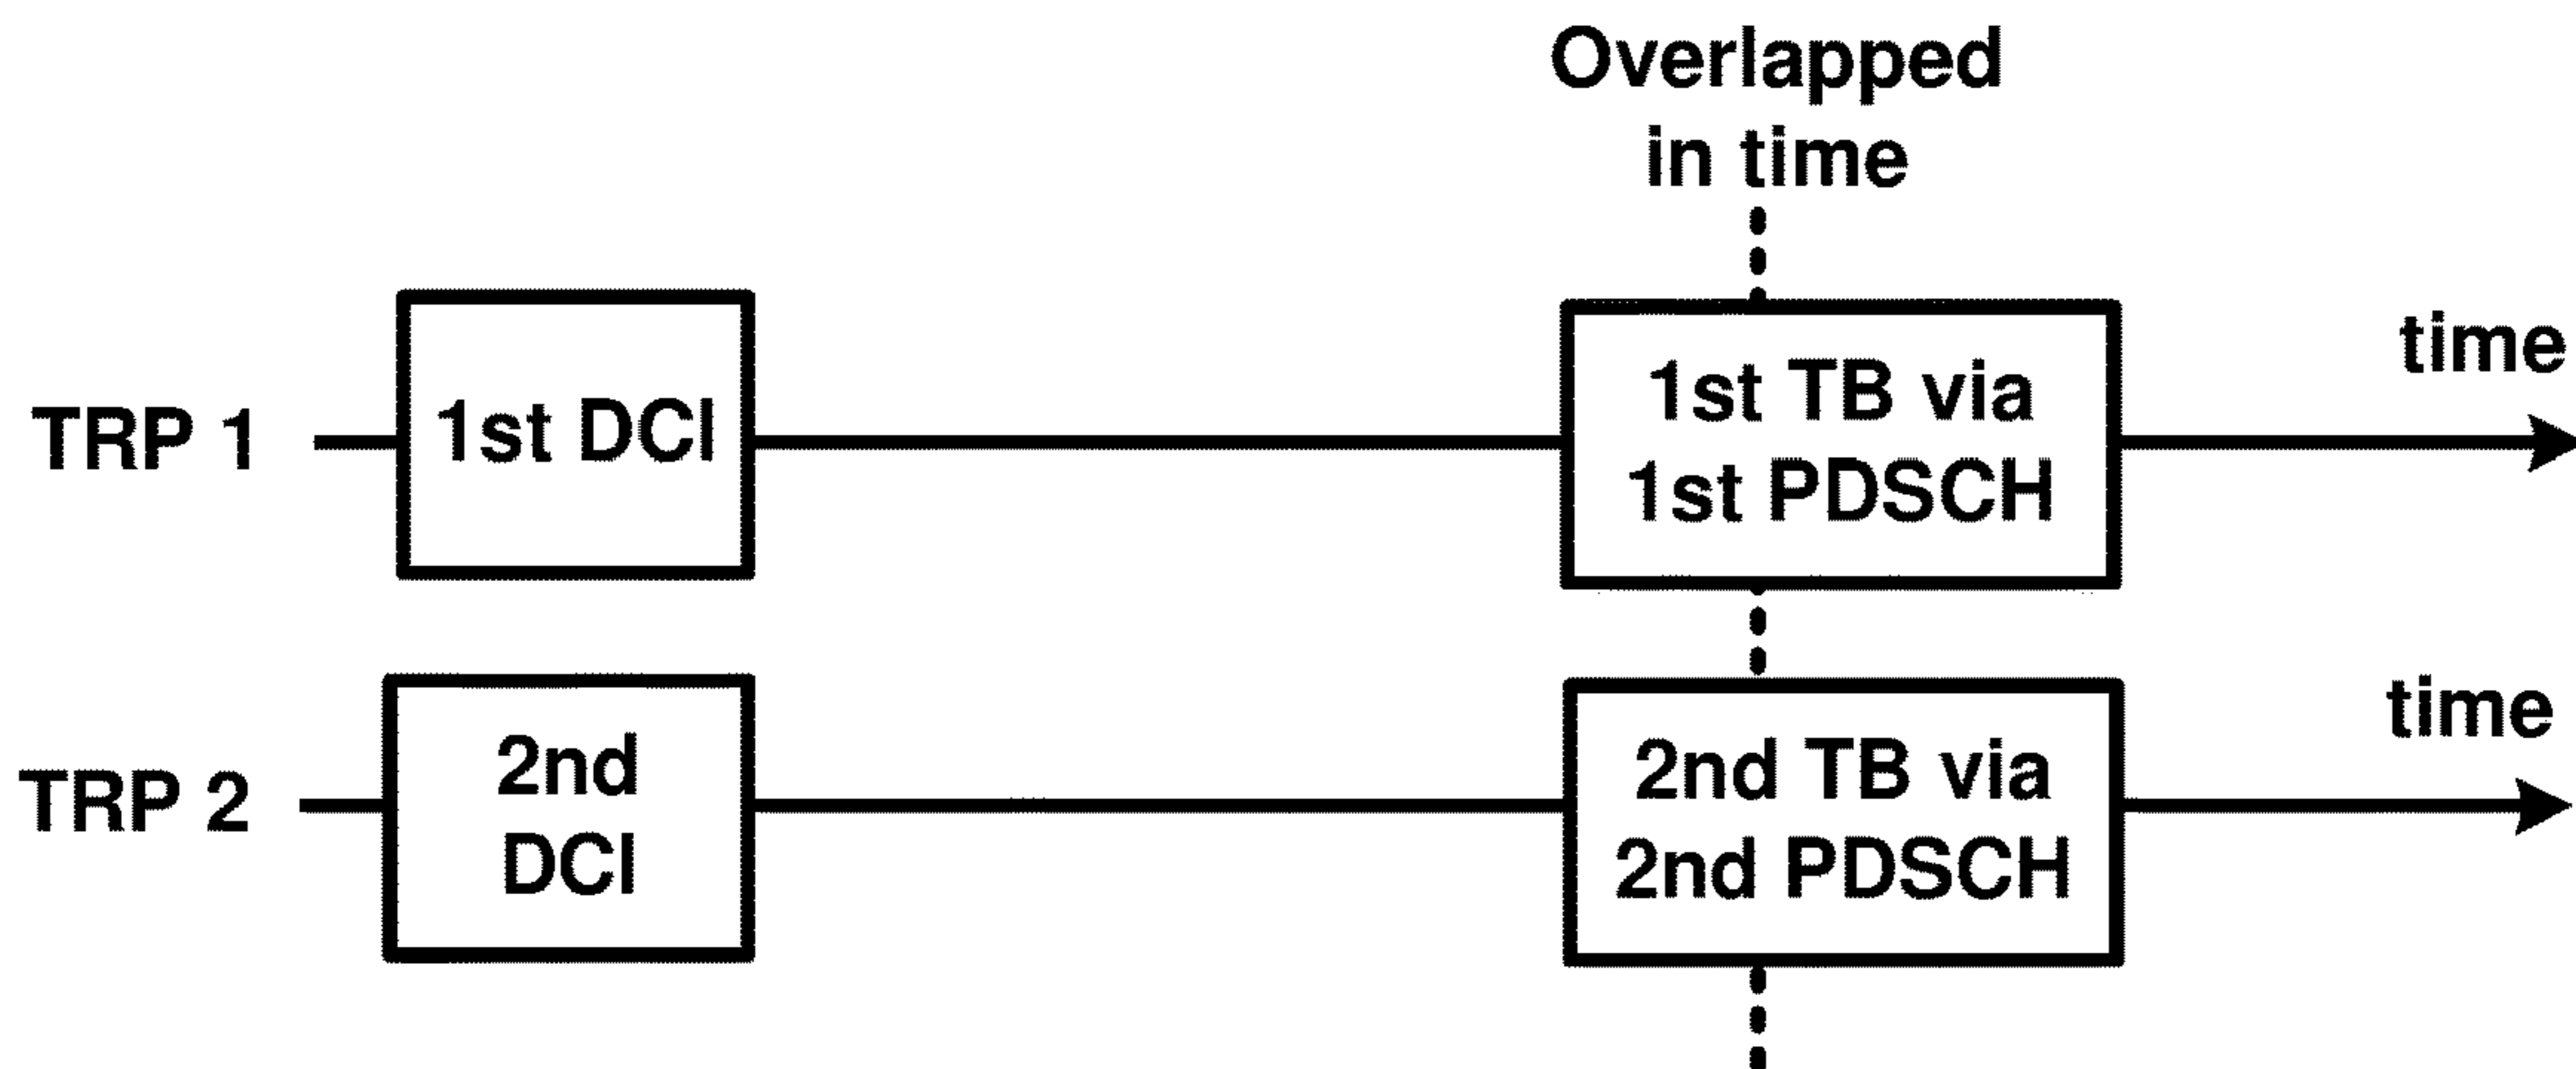 Overlapped
in time
time
TRP 1
1st DCI
1st TB via
1st PDSCH
time
TRP 2
2nd
DCI
2nd TB via
2nd PDSCH